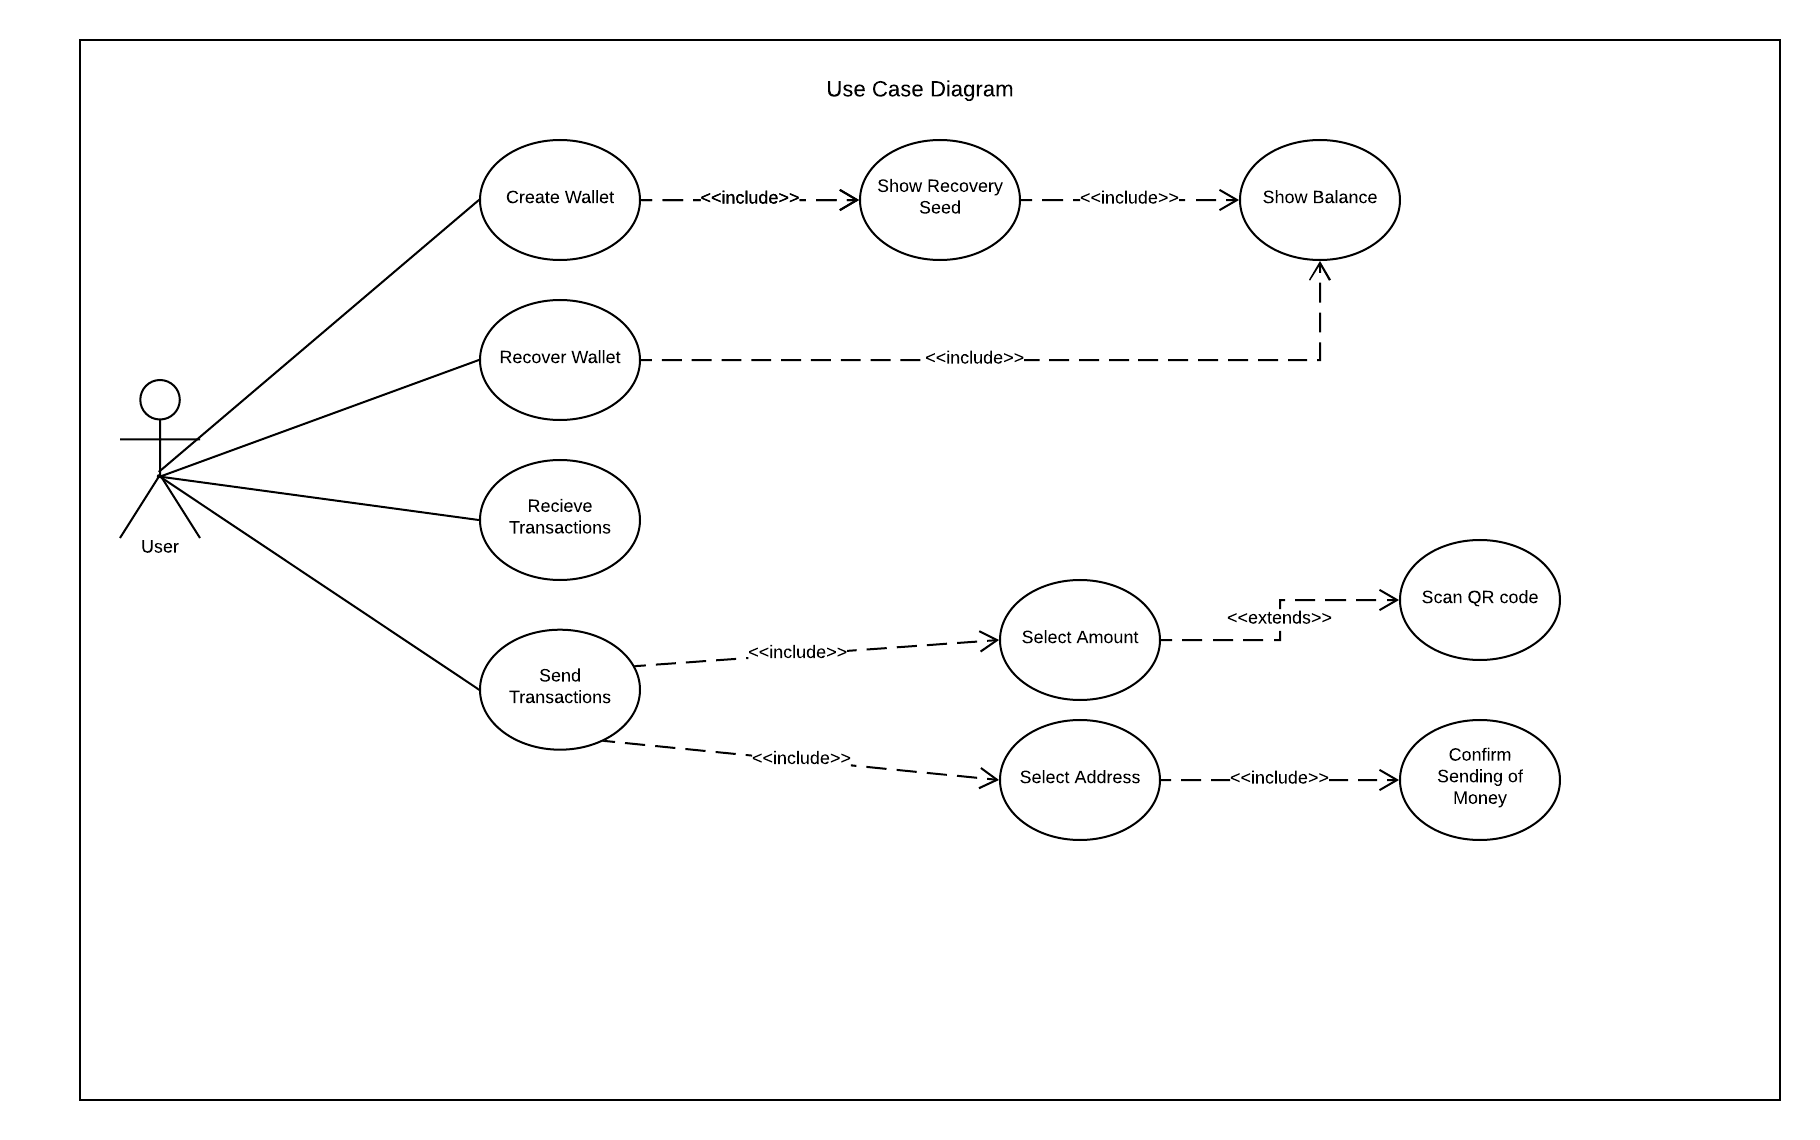 Use Case Diagram
Create Wallet
<<include>>
Show Recovery
Seed
<<include>>
Show Balance
Recover Wallet
<<include>>
User
Recieve
Transactions
Send
Transactions
<<include>>
Select Amount
<<extends>>
Scan QR code
<<include>>
Select Address
<<include>>
Confirm
Sending of
Money